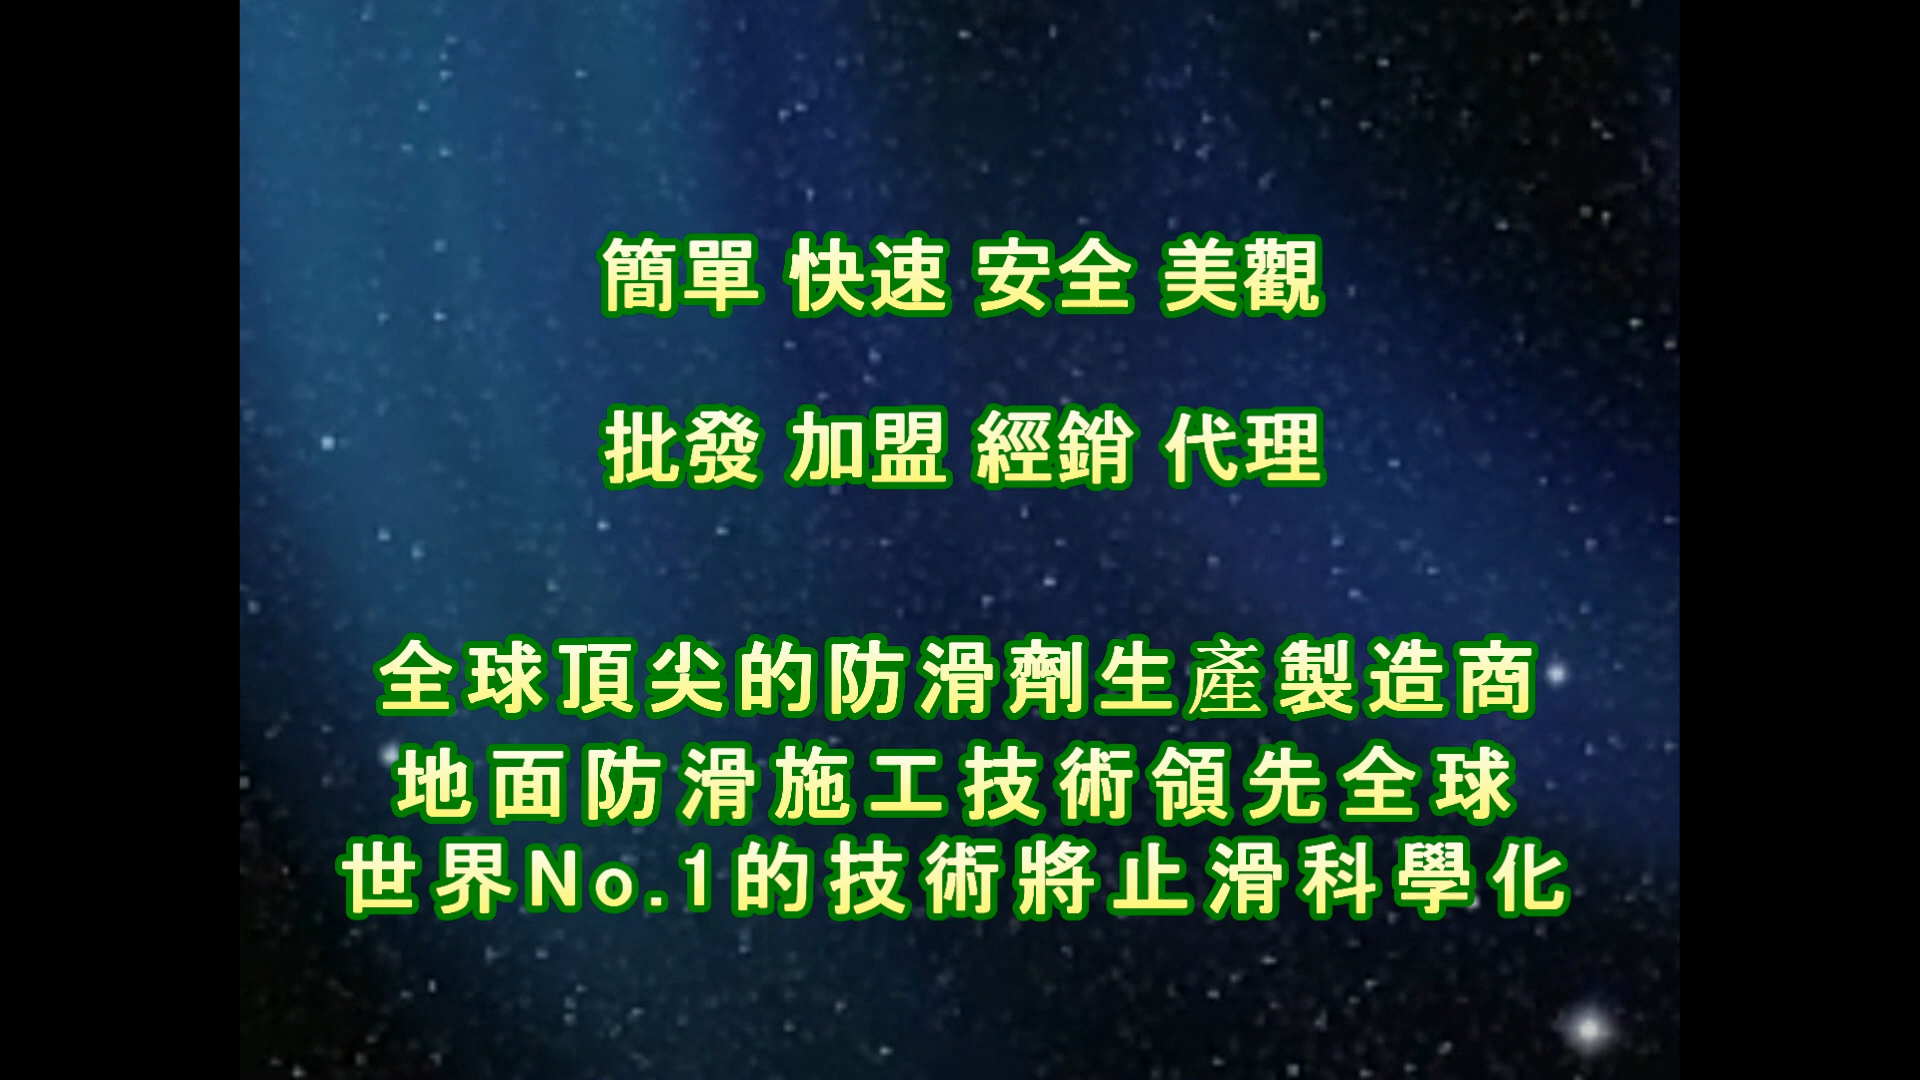 簡單 快速 安全 美觀
批發 加盟 經銷 代理
全球頂尖的防滑劑生產製造商
地面防滑施工技術領先全球
世界No.1的技術將止滑科學化